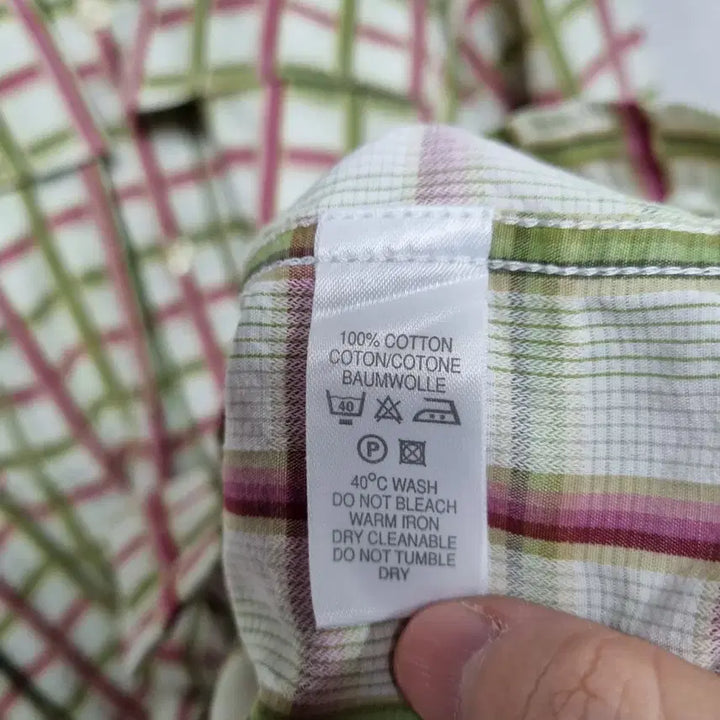 100% COTTON
COTON/COTONE
BAUMWOLLE
40
P
40°C WASH
DO NOT BLEACH
WARM IRON
DRY CLEANABLE
DO NOT TUMBLE
DRY